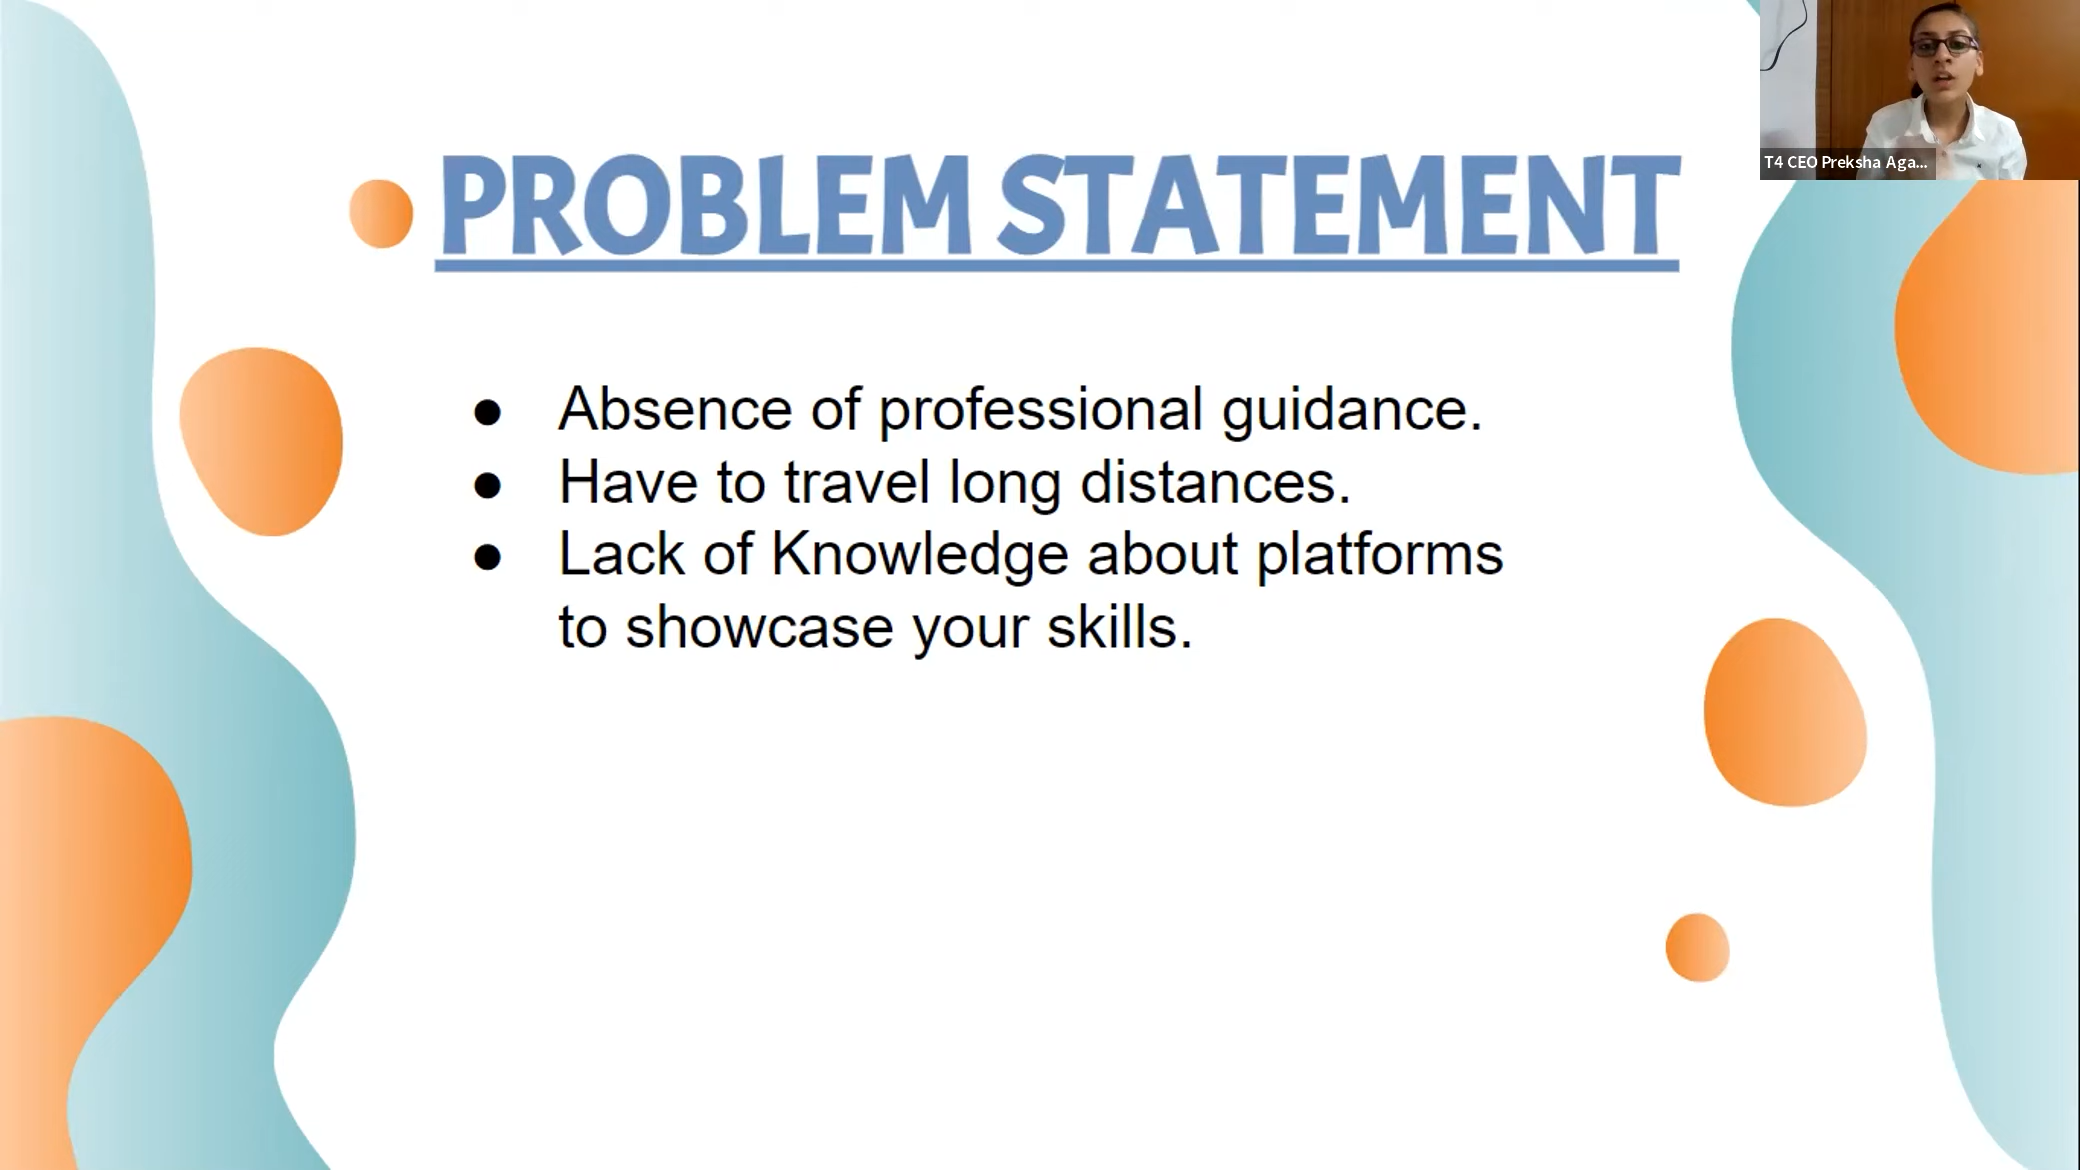 T4 CEO Preksha Aga...
PROBLEM STATEMENT
● Absence of professional guidance.
● Have to travel long distances.
● Lack of Knowledge about platforms
to showcase your skills.